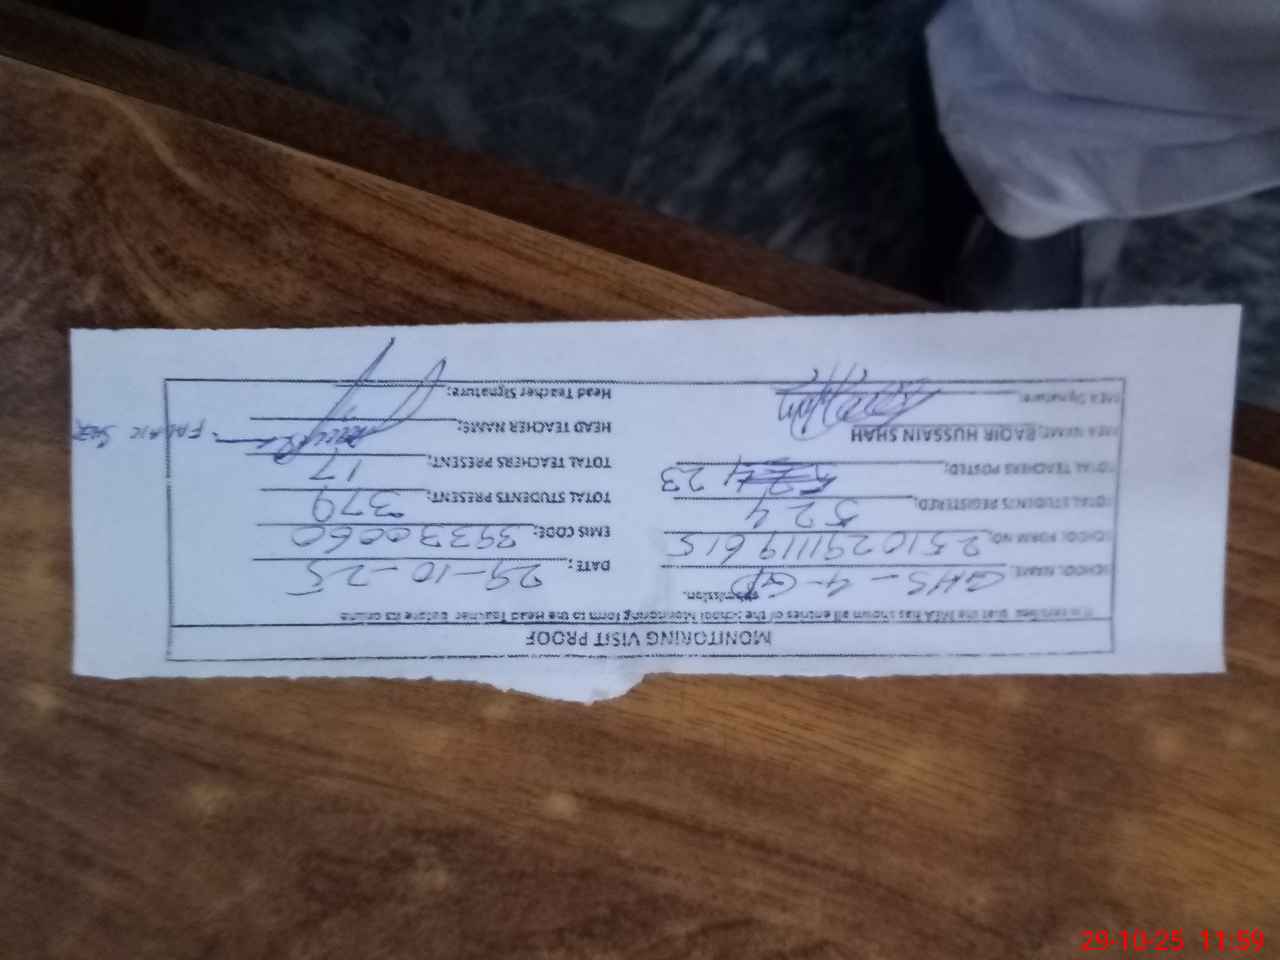 MONITORING VISIT PROOF
It is certified that the MEA has shown all entries of the School Monitoring form to the Head Teacher before its online submission.
SCHOOL NAME: GHS-4-GP DATE: 29-10-25
SCHOOL FORM NO: 2510291119615 EMIS CODE: 39330060
TOTAL STUDENTS REGISTERED: 524 TOTAL STUDENTS PRESENT: 379
TOTAL TEACHERS POSTED: 23 TOTAL TEACHERS PRESENT: 17
MEA NAME: BAQIR HUSSAIN SHAH HEAD TEACHER NAME:
MEA Signature: Head Teacher Signature:
29-10-25 11:59